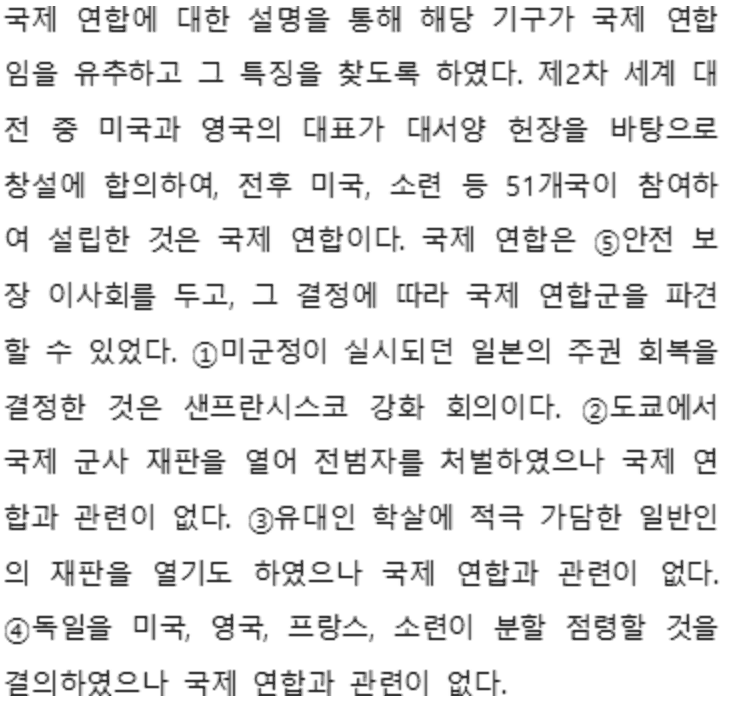 국제 연합에 대한 설명을 통해 해당 기구가 국제 연합
임을 유추하고 그 특징을 찾도록 하였다. 제2차 세계 대
전 중 미국과 영국의 대표가 대서양 헌장을 바탕으로
창설에 합의하여, 전후 미국, 소련 등 51개국이 참여하
여 설립한 것은 국제 연합이다. 국제 연합은 ⑤안전 보
장 이사회를 두고, 그 결정에 따라 국제 연합군을 파견
할 수 있었다. ①미군정이 실시되던 일본의 주권 회복을
결정한 것은 샌프란시스코 강화 회의이다. ②도쿄에서
국제 군사 재판을 열어 전범자를 처벌하였으나 국제 연
합과 관련이 없다. ③유대인 학살에 적극 가담한 일반인
의 재판을 열기도 하였으나 국제 연합과 관련이 없다.
④독일을 미국, 영국, 프랑스, 소련이 분할 점령할 것을
결의하였으나 국제 연합과 관련이 없다.